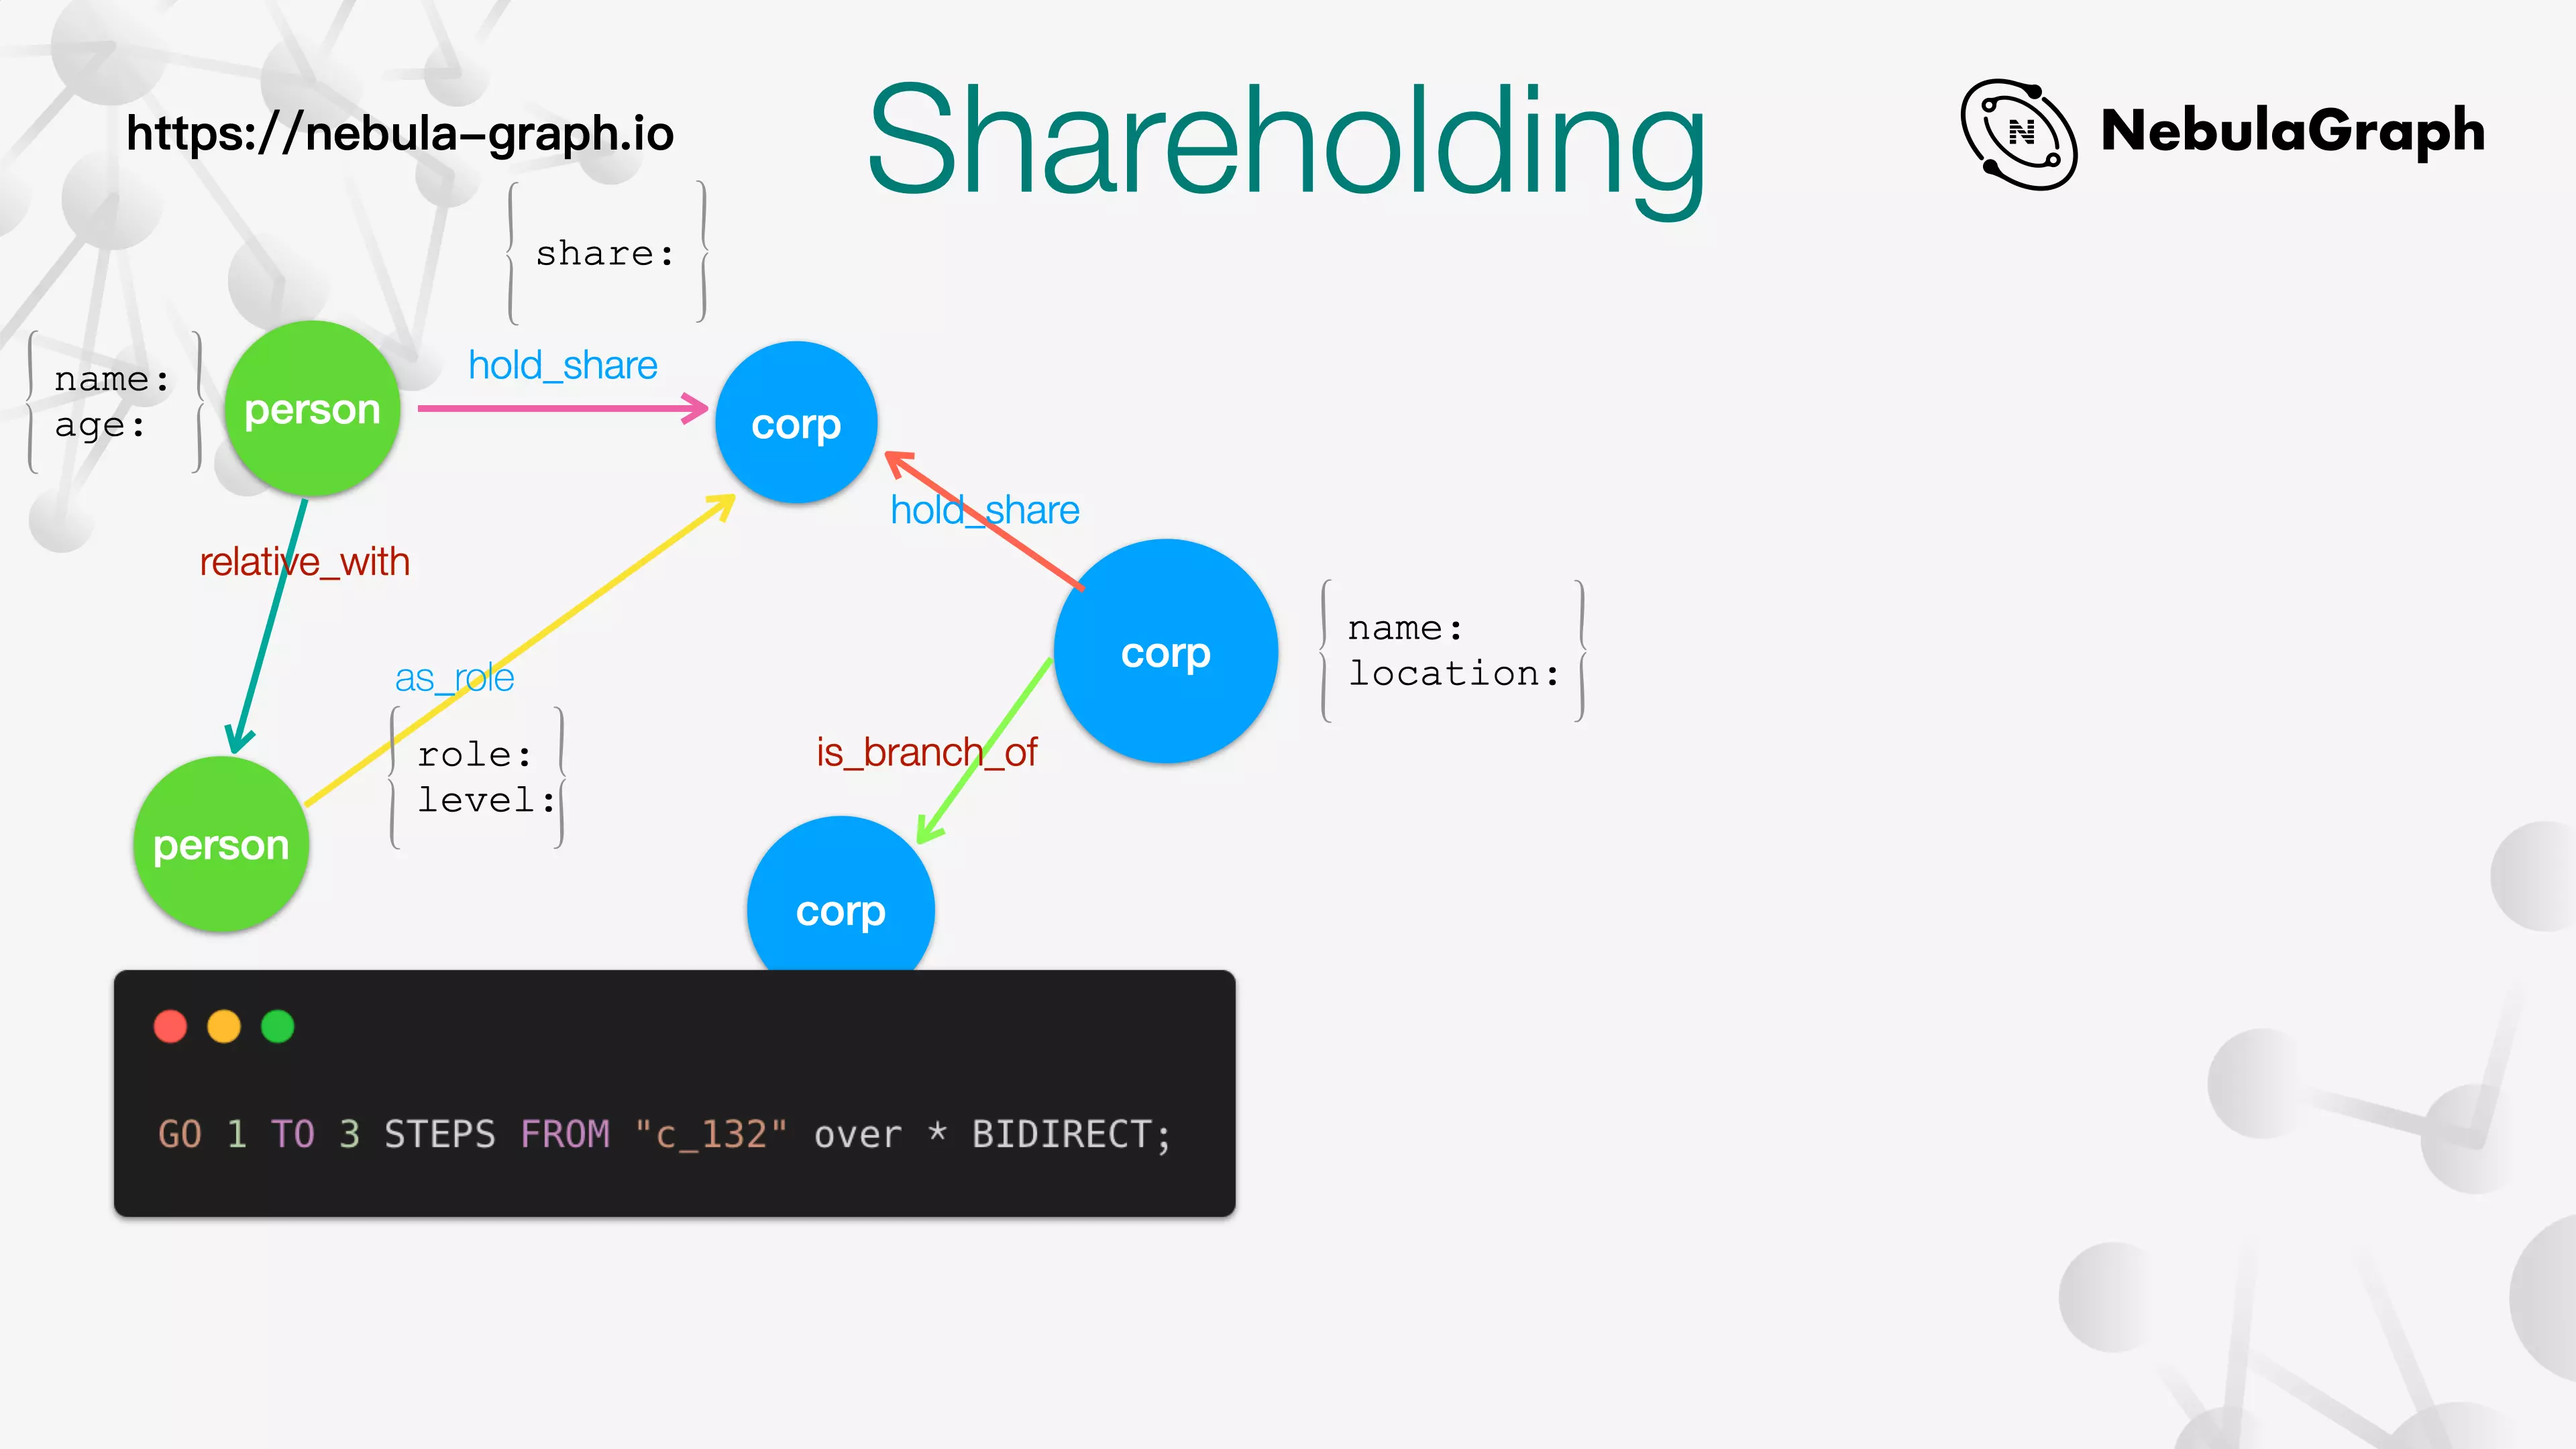 https://nebula-graph.io
Shareholding
N
NebulaGraph
share:
hold_share
name:
age:
person
corp
hold_share
relative_with
name:
location:
corp
as_role
is_branch_of
role:
level:
person
corp
GO 1 TO 3 STEPS FROM "c_132" over * BIDIRECT;